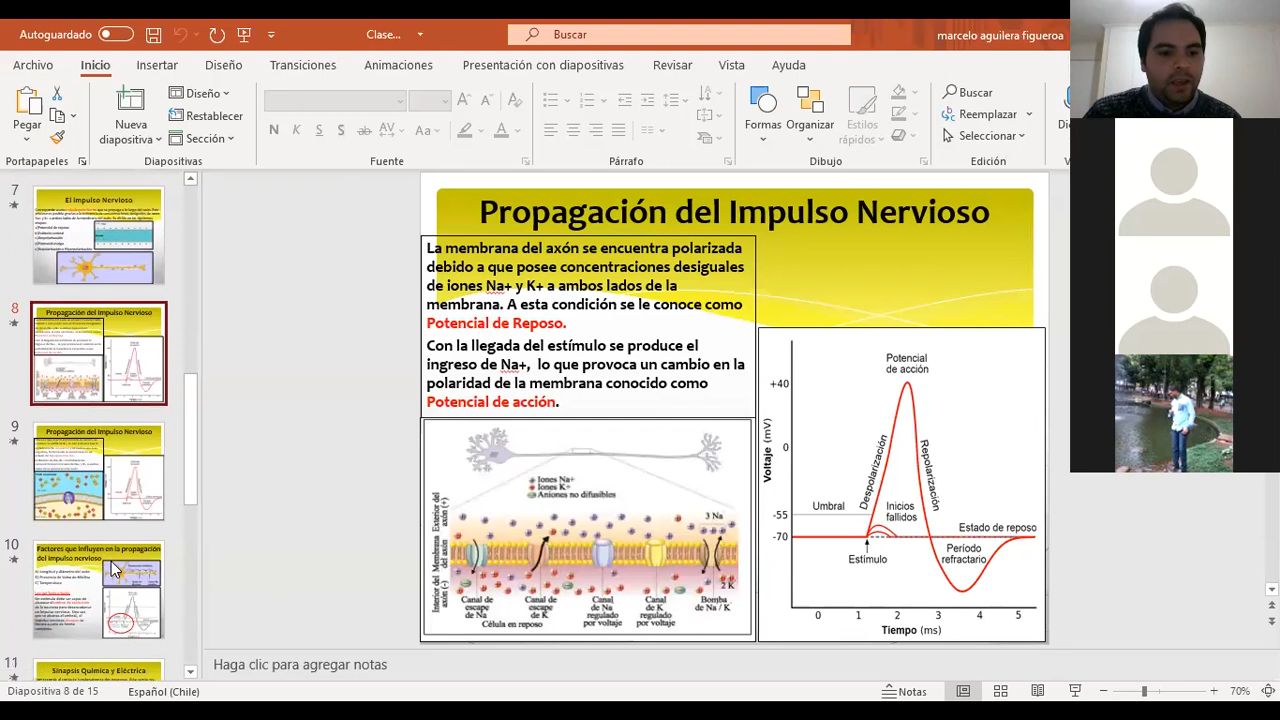 Autoguardado
Clase...
Buscar
marcelo aguilera figueroa
Archivo
Inicio
Insertar
Diseño
Transiciones
Animaciones
Presentación con diapositivas
Revisar
Vista
Ayuda
Pegar
Nueva
diapositiva
Diseño
Restablecer
Sección
N K S S ab AV Aa A
Formas
Organizar
Estilos
rápidos
Buscar
Reemplazar
Seleccionar
Portapapeles
Diapositivas
Fuente
Párrafo
Dibujo
Edición
7
El Impulso Nervioso
8
Propagación del Impulso Nervioso
9
Propagación del Impulso Nervioso
10
Factores que influyen en la propagación
del impulso nervioso
11
Sinapsis Química y Eléctrica
Propagación del Impulso Nervioso
La membrana del axón se encuentra polarizada
debido a que posee concentraciones desiguales
de iones Na+ y K+ a ambos lados de la
membrana. A esta condición se le conoce como
Potencial de Reposo.
Con la llegada del estímulo se produce el
ingreso de Na+, lo que provoca un cambio en la
polaridad de la membrana conocido como
Potencial de acción.
Iones Na+
Iones K+
Aniones no difusibles
3 Na
Exterior del
axón (+)
Membrana
Interior del
axón (-)
Canal de
escape
de Na
Canal de
escape
de K
Canal
de Na
regulado
por voltaje
Canal
de K
regulado
por voltaje
Bomba
de Na / K
Célula en reposo
Potencial
de acción
+40
Voltaje (mV)
Despolarización
Repolarización
Umbral
Inicios
fallidos
-55
-70
Estado de reposo
Estímulo
Período
refractario
0 1 2 3 4 5
Tiempo (ms)
Haga clic para agregar notas
Diapositiva 8 de 15
Español (Chile)
Notas
70%